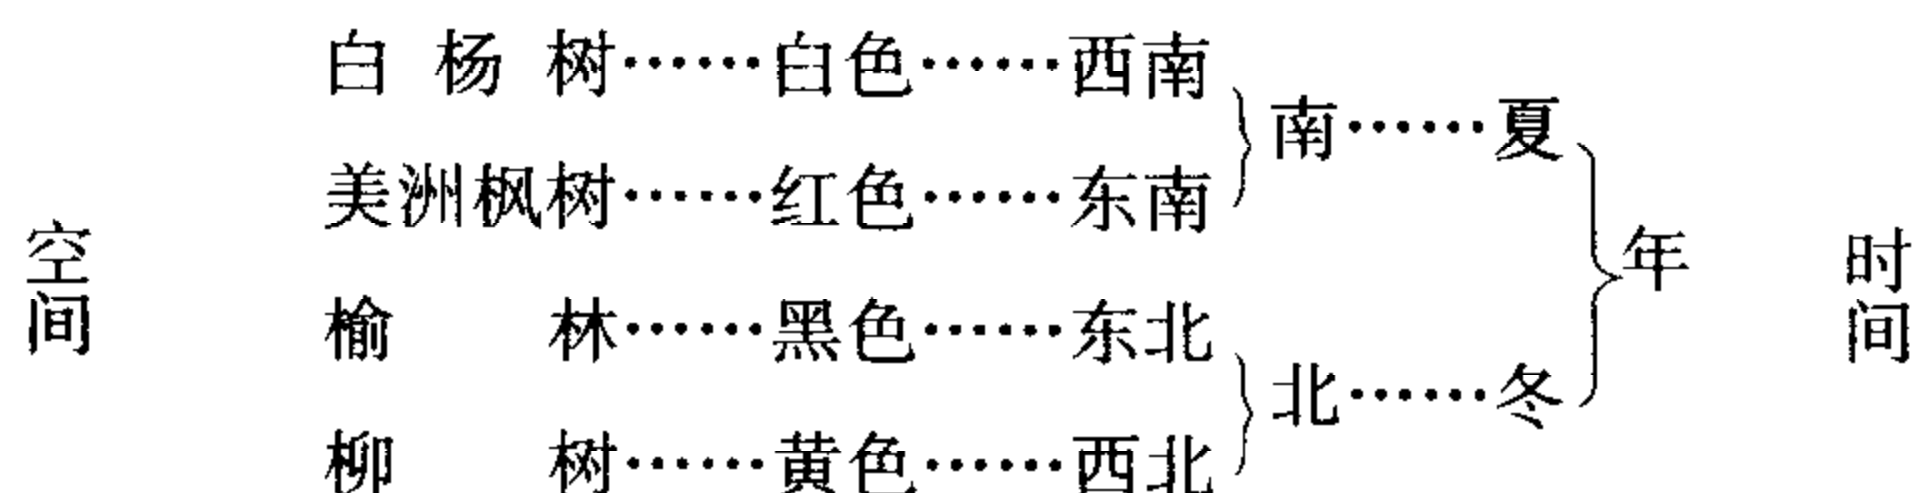 白杨树……白色……西南
南……夏
美洲枫树……红色……东南
空间
年
时间
榆林……黑色……东北
北……冬
柳树……黄色……西北